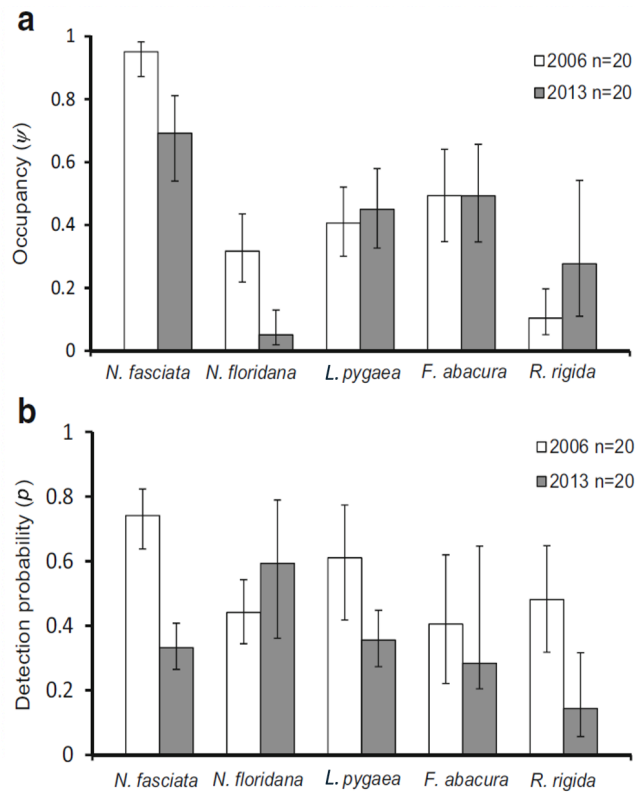 a
1
0.8
0.6
0.4
0.2
0
Occupancy (ψ)
2006 n=20
2013 n=20
N. fasciata N. floridana L. pygaea F. abacura R. rigida
b
1
0.8
0.6
0.4
0.2
0
Detection probability (p)
2006 n=20
2013 n=20
N. fasciata N. floridana L. pygaea F. abacura R. rigida